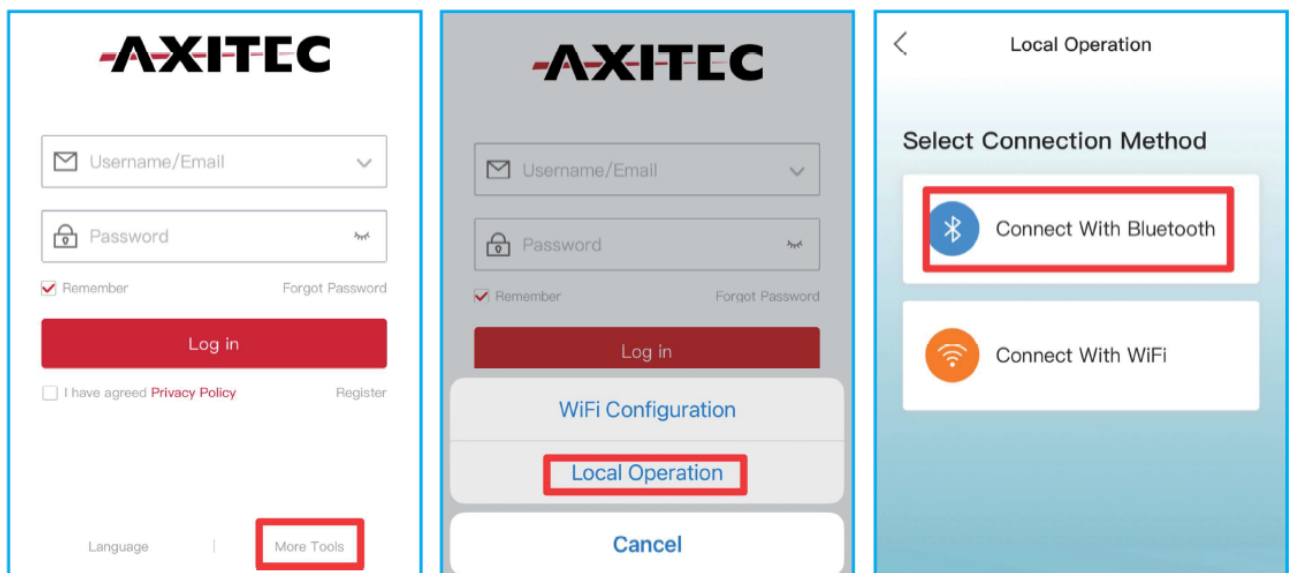 AXITEC
Username/Email
Password
Remember Forgot Password
Log in
I have agreed Privacy Policy Register
Language | More Tools
AXITEC
Username/Email
Password
Remember Forgot Password
Log in
WiFi Configuration
Local Operation
Cancel
Local Operation
Select Connection Method
Connect With Bluetooth
Connect With WiFi